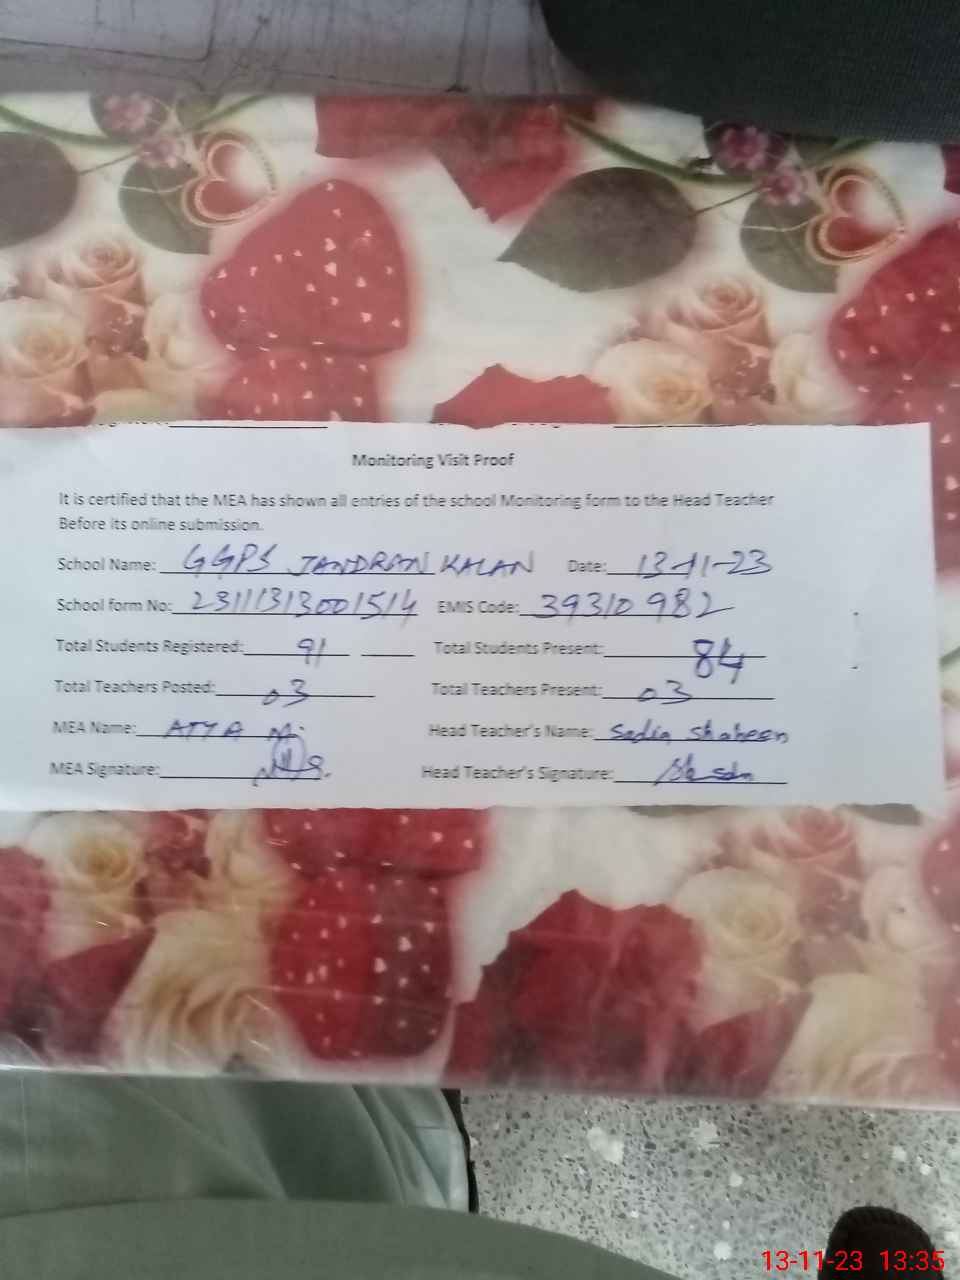 Monitoring Visit Proof
It is certified that the MEA has shown all entries of the school Monitoring form to the Head Teacher
Before its online submission.
School Name: GGPS JANDRAN KALAN Date: 13-11-23
School form No: 2311131300 1514 EMIS Code: 39310982
Total Students Registered: 91 Total Students Present: 84
Total Teachers Posted: 03 Total Teachers Present: 03
MEA Name: ATTA Head Teacher's Name: Sadia Shaheen
MEA Signature: Head Teacher's Signature:
13-11-23 13:35